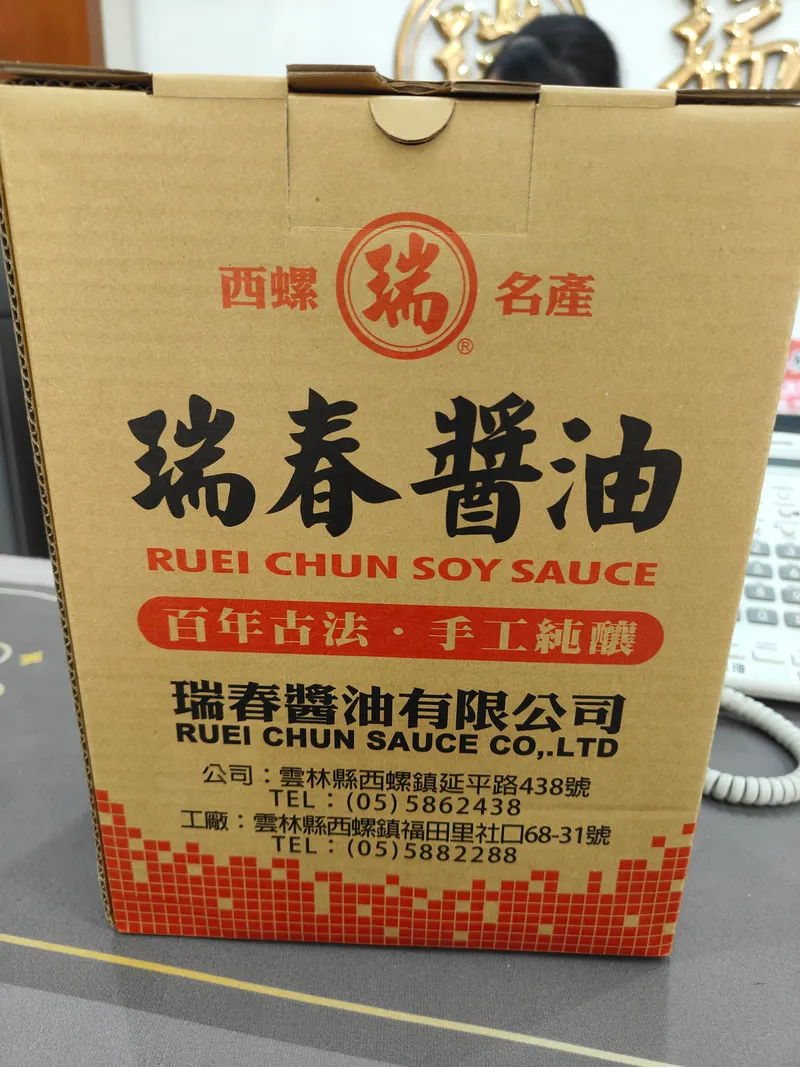 西螺 瑞 名產
®
瑞春醬油
RUEI CHUN SOY SAUCE
百年古法・手工純釀
瑞春醬油有限公司
RUEI CHUN SAUCE CO,.LTD
公司：雲林縣西螺鎮延平路438號
TEL：(05)5862438
工廠：雲林縣西螺鎮福田里社口68-31號
TEL：(05)5882288